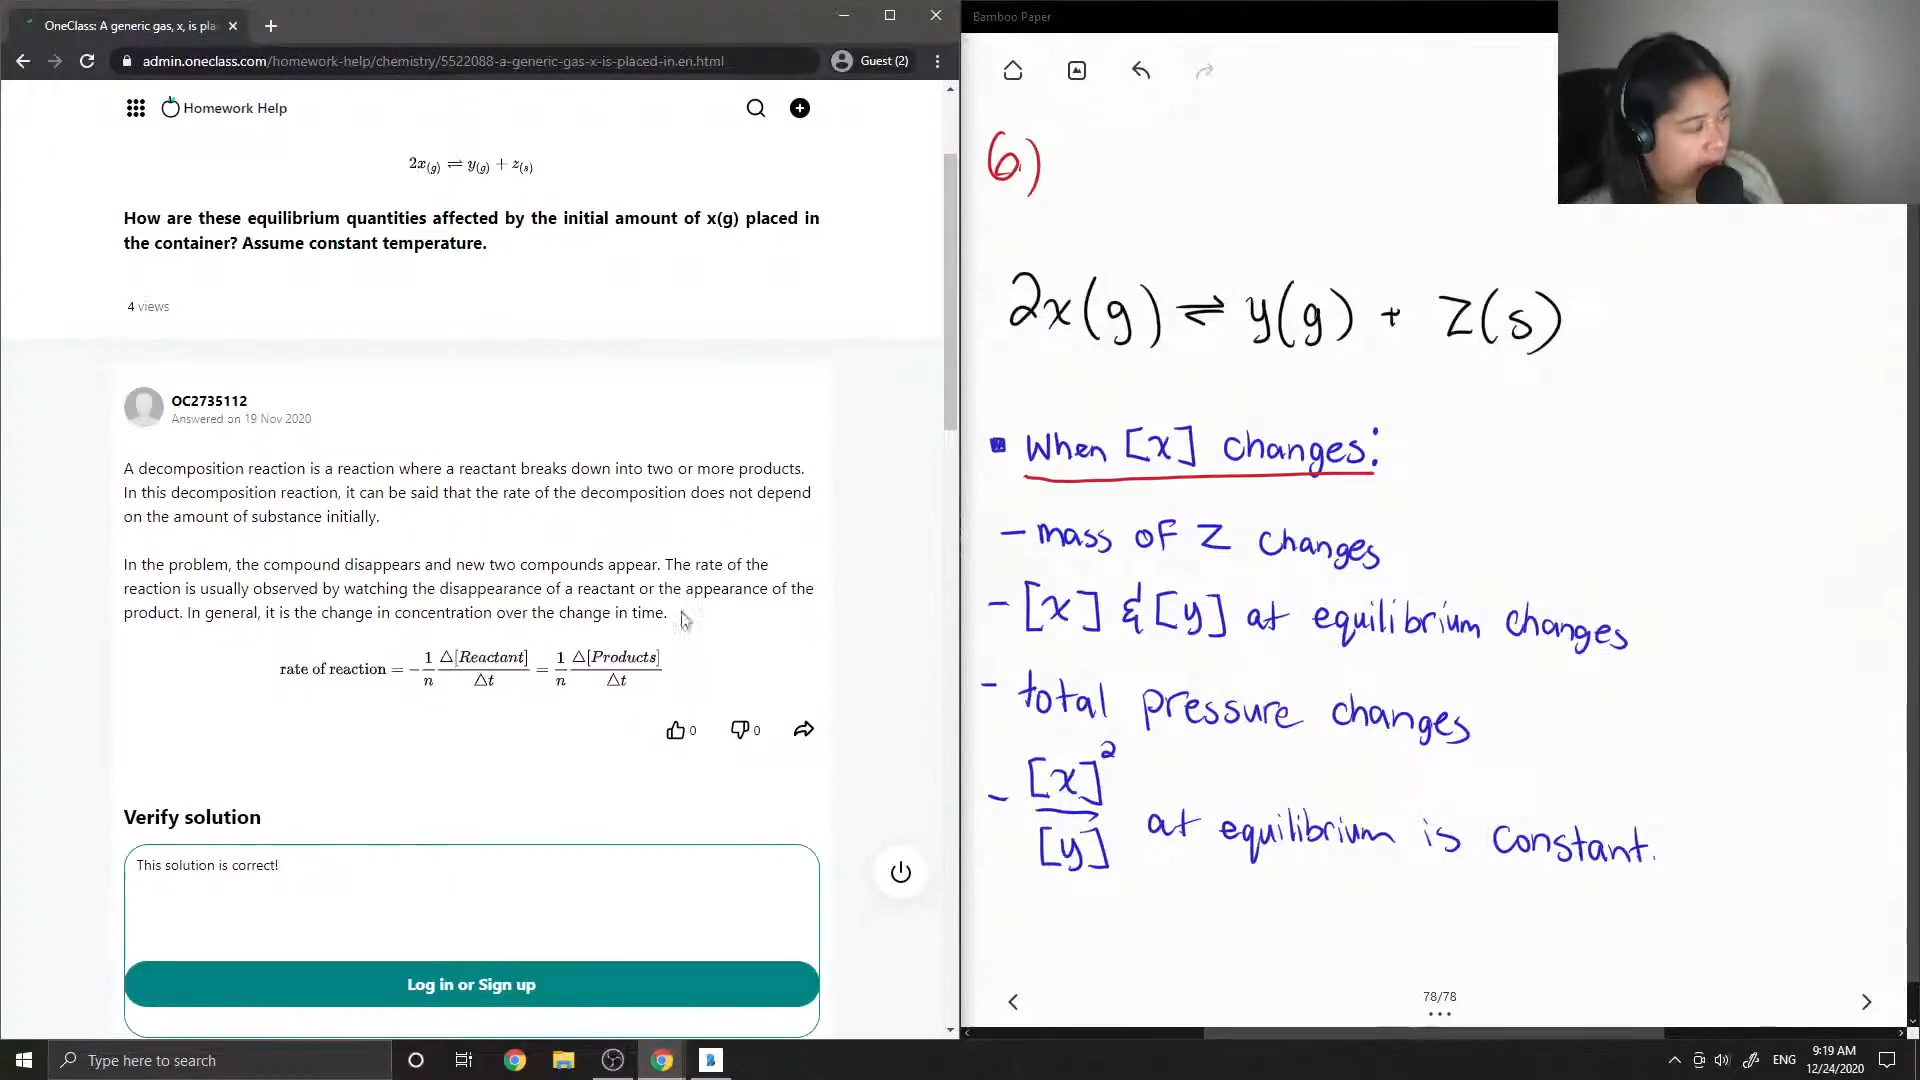 OneClass: A generic gas, x, is pla
admin.oneclass.com/homework-help/chemistry/5522088-a-generic-gas-x-is-placed-in.en.html
Guest (2)
Homework Help
2x(g) ⇌ y(g) + z(s)
How are these equilibrium quantities affected by the initial amount of x(g) placed in
the container? Assume constant temperature.
4 views
OC2735112
Answered on 19 Nov 2020
A decomposition reaction is a reaction where a reactant breaks down into two or more products.
In this decomposition reaction, it can be said that the rate of the decomposition does not depend
on the amount of substance initially.
In the problem, the compound disappears and new two compounds appear. The rate of the
reaction is usually observed by watching the disappearance of a reactant or the appearance of the
product. In general, it is the change in concentration over the change in time.
rate of reaction = -1/n △[Reactant]/△t = 1/n △[Products]/△t
0
0
Verify solution
This solution is correct!
Log in or Sign up
Bamboo Paper
6)
2x(g) ⇌ y(g) + Z(s)
When [x] changes:
- mass of Z changes
- [x] & [y] at equilibrium changes
- total pressure changes
- [x]²/[y] at equilibrium is constant.
78/78
Type here to search
ENG
9:19 AM
12/24/2020